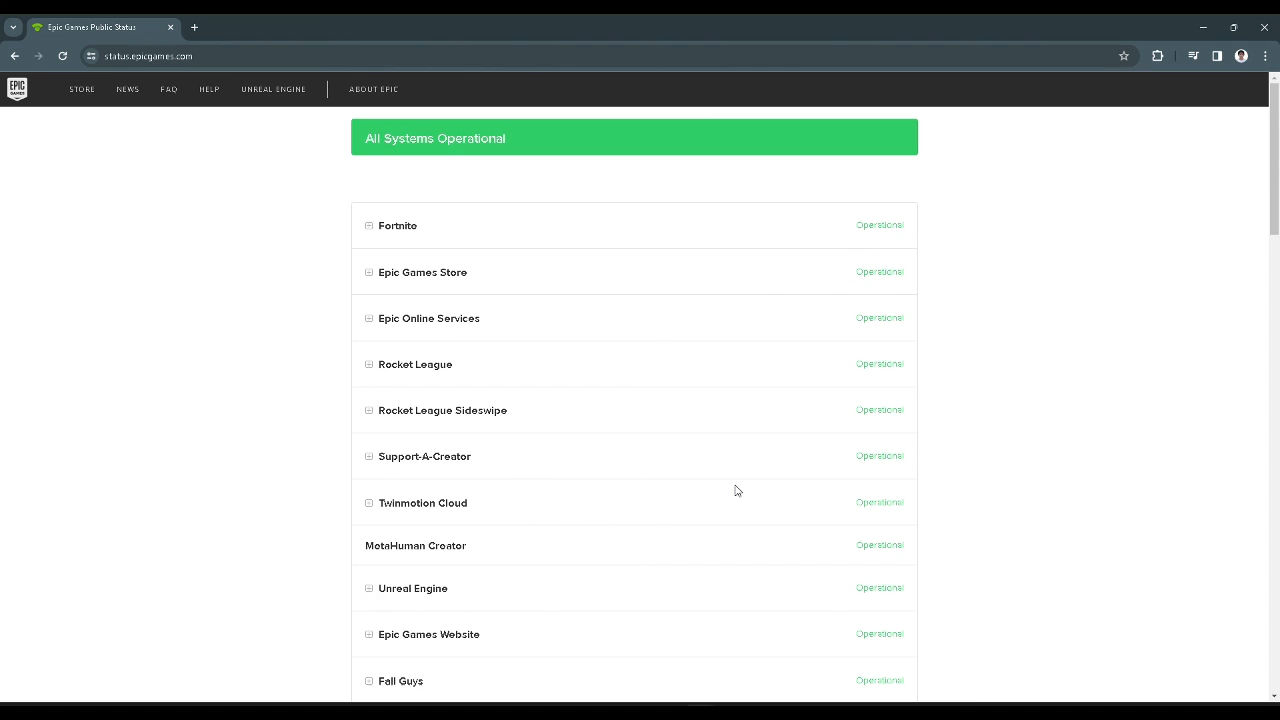 Epic Games Public Status
status.epicgames.com
EPIC GAMES STORE NEWS FAQ HELP UNREAL ENGINE ABOUT EPIC
All Systems Operational
Fortnite Operational
Epic Games Store Operational
Epic Online Services Operational
Rocket League Operational
Rocket League Sideswipe Operational
Support-A-Creator Operational
Twinmotion Cloud Operational
MetaHuman Creator Operational
Unreal Engine Operational
Epic Games Website Operational
Fall Guys Operational